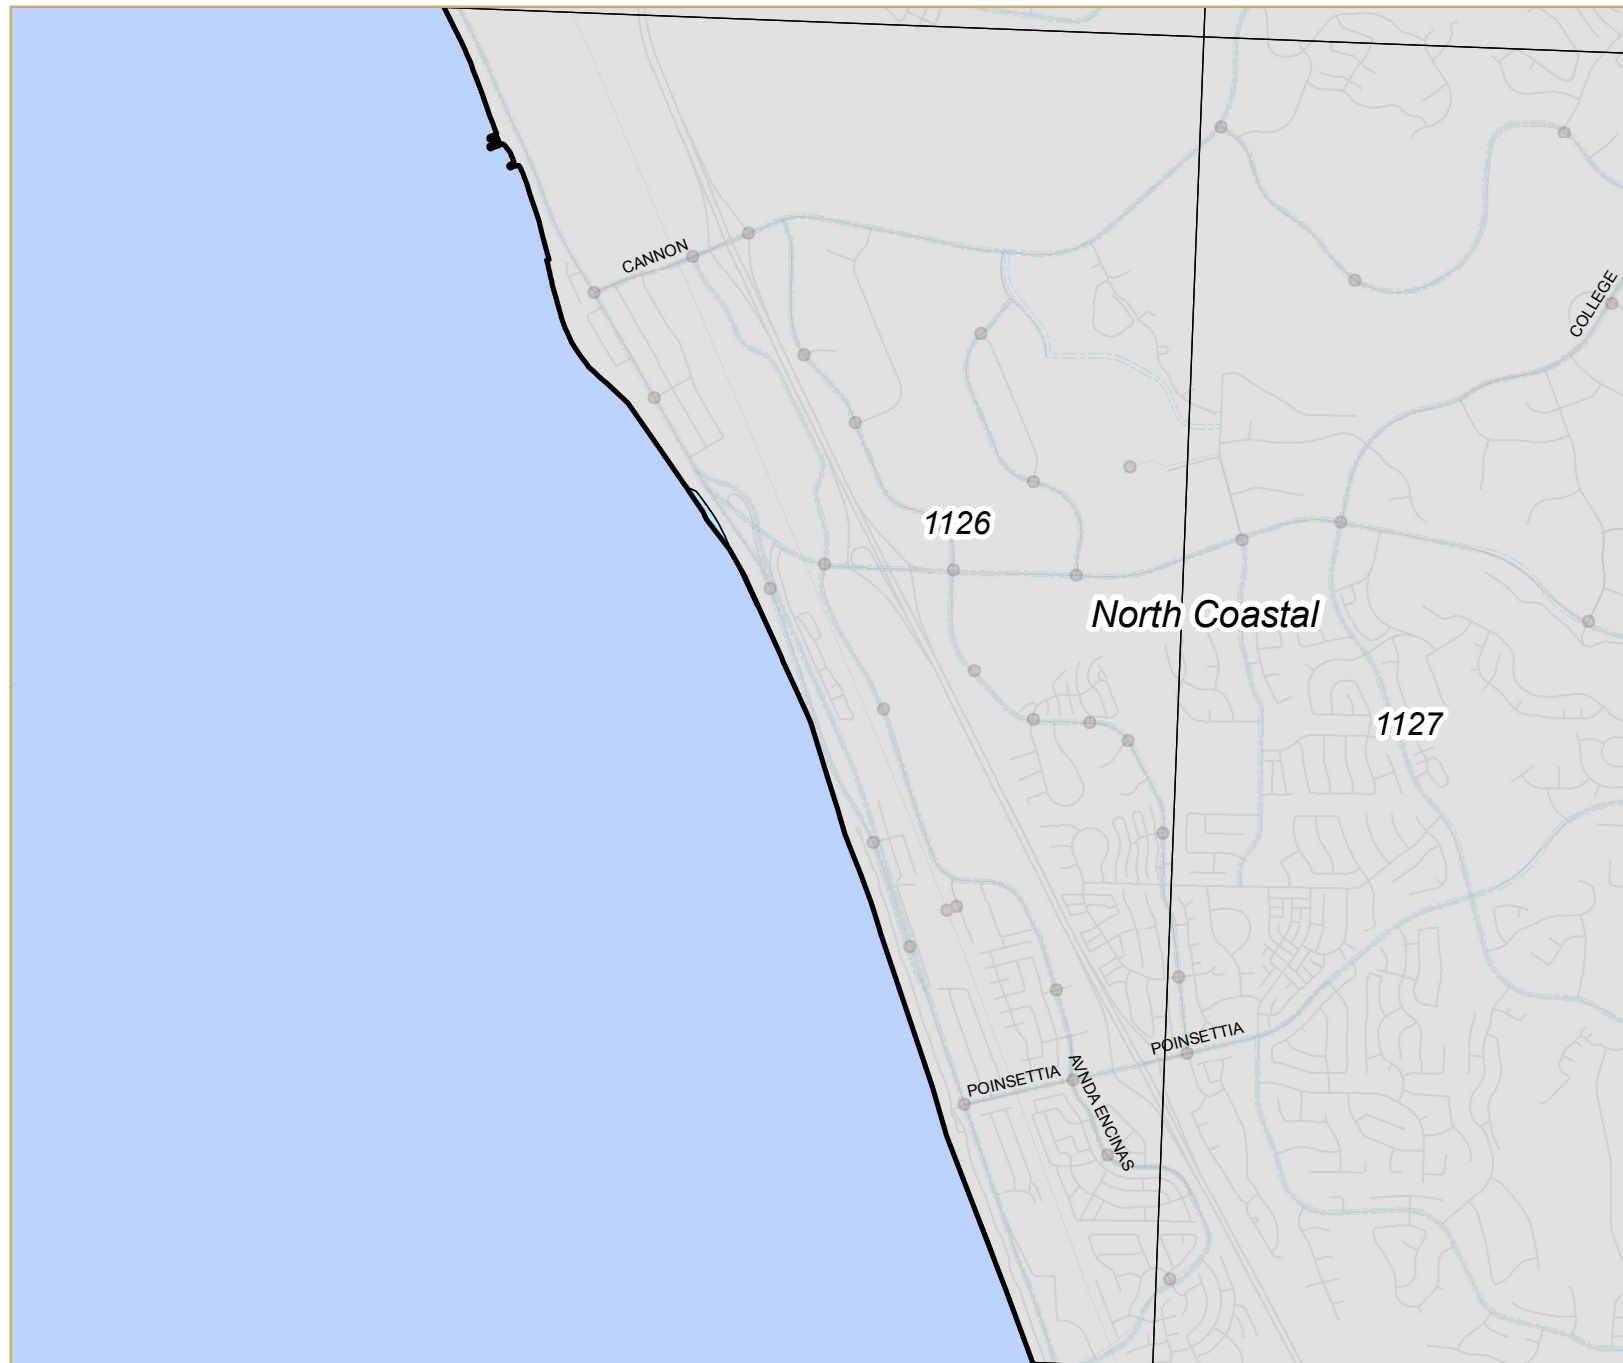 CANNON
COLLEGE
1126
North Coastal
1127
POINSETTIA
POINSETTIA
AVNDA ENCINAS